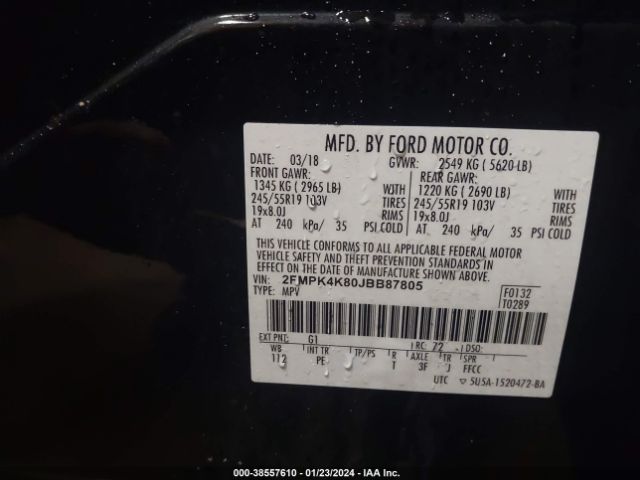 MFD. BY FORD MOTOR CO.
DATE: 03/18 GVWR: 2549 KG ( 5620 LB)
FRONT GAWR: REAR GAWR:
1345 KG ( 2965 LB) WITH 1220 KG ( 2690 LB) WITH
245/55R19 103V TIRES 245/55R19 103V TIRES
19x8.0J RIMS 19x8.0J RIMS
AT 240 kPa/ 35 PSI COLD AT 240 kPa/ 35 PSI COLD
THIS VEHICLE CONFORMS TO ALL APPLICABLE FEDERAL MOTOR
VEHICLE SAFETY AND THEFT PREVENTION STANDARDS IN
EFFECT ON THE DATE OF MANUFACTURE SHOWN ABOVE.
VIN: 2FMPK4K80JBB87805 F0132
TYPE: MPV T0289
EXT PNT: G1 RC: 72 DSO:
WB INT TR TP/PS R AXLE TR SPR
112 PE T 3F J FFCC
UTC 5U5A-1520472-BA
000-38557610 - 01/23/2024 - IAA Inc.